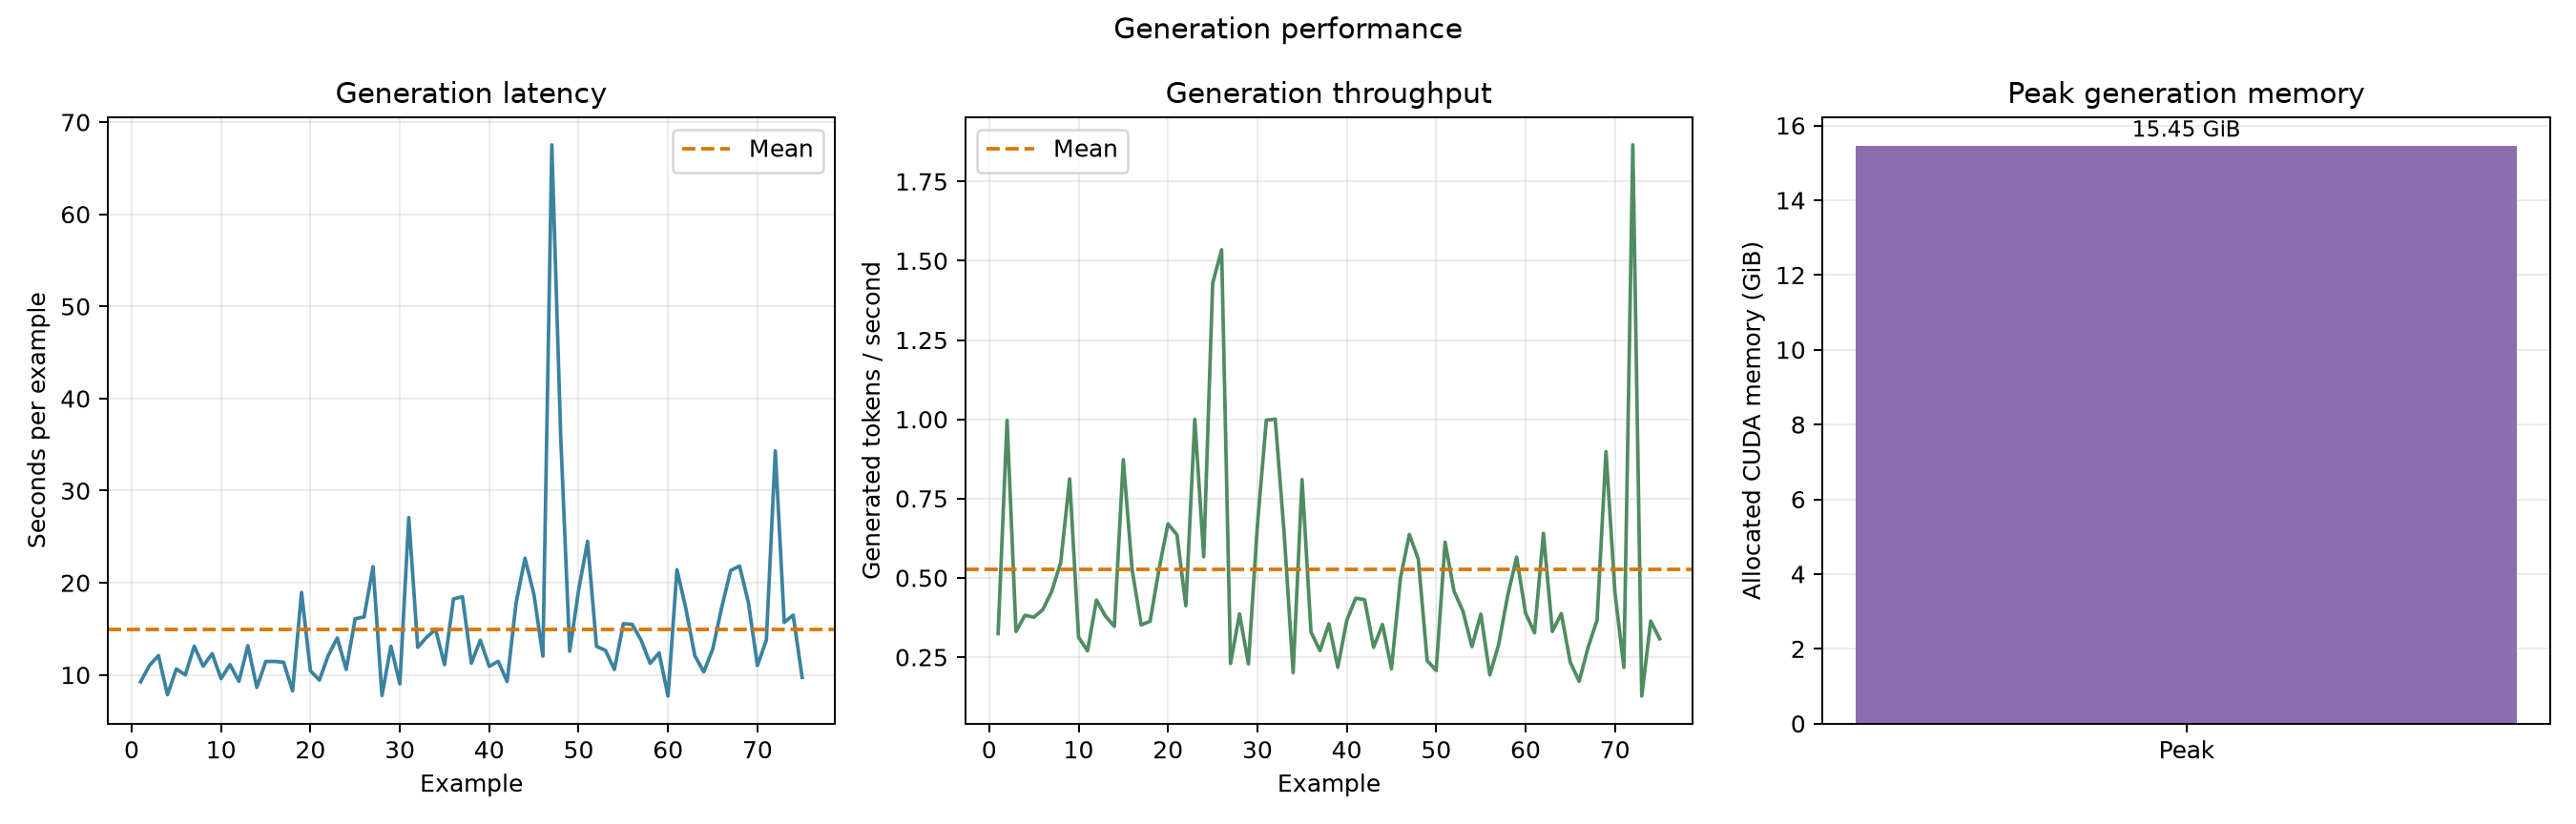 Generation performance
Generation latency
70
60
50
40
30
20
10
Seconds per example
Mean
0 10 20 30 40 50 60 70
Example
Generation throughput
1.75
1.50
1.25
1.00
0.75
0.50
0.25
Generated tokens / second
Mean
0 10 20 30 40 50 60 70
Example
Peak generation memory
16
14
12
10
8
6
4
2
0
Allocated CUDA memory (GiB)
15.45 GiB
Peak